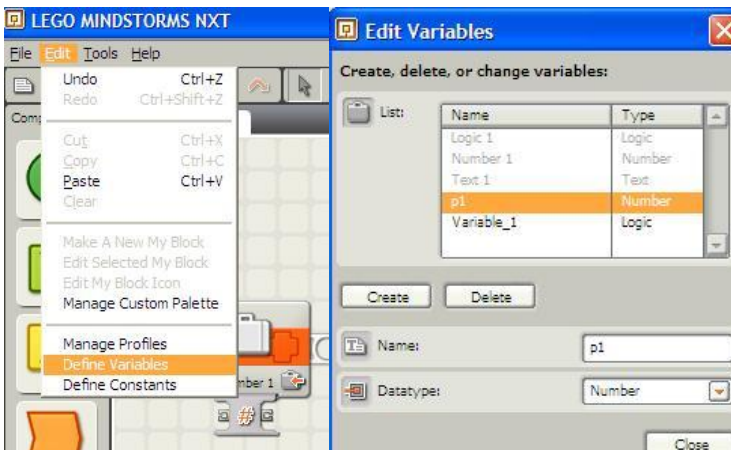 LEGO MINDSTORMS NXT
File Edit Tools Help
Undo Ctrl+Z
Redo Ctrl+Shift+Z
Cut Ctrl+X
Copy Ctrl+C
Paste Ctrl+V
Clear
Make A New My Block
Edit Selected My Block
Edit My Block Icon
Manage Custom Palette
Manage Profiles
Define Variables
Define Constants
#
Edit Variables
Create, delete, or change variables:
List:
Name Type
Logic 1 Logic
Number 1 Number
Text 1 Text
p1 Number
Variable_1 Logic
Create Delete
Name: p1
Datatype: Number
Close